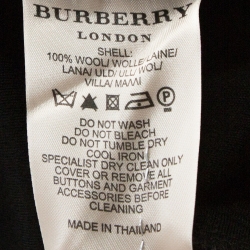 BURBERRY
LONDON
SHELL:
100% WOOL/ WOLLE/LAINE/
LANA/ ULD/ ULL/ WOL/
VILLA/ ΜΑΛΛΙ
DO NOT WASH
DO NOT BLEACH
DO NOT TUMBLE DRY
COOL IRON
SPECIALIST DRY CLEAN ONLY
COVER OR REMOVE ALL
BUTTONS AND GARMENT
ACCESSORIES BEFORE
CLEANING
MADE IN THAILAND